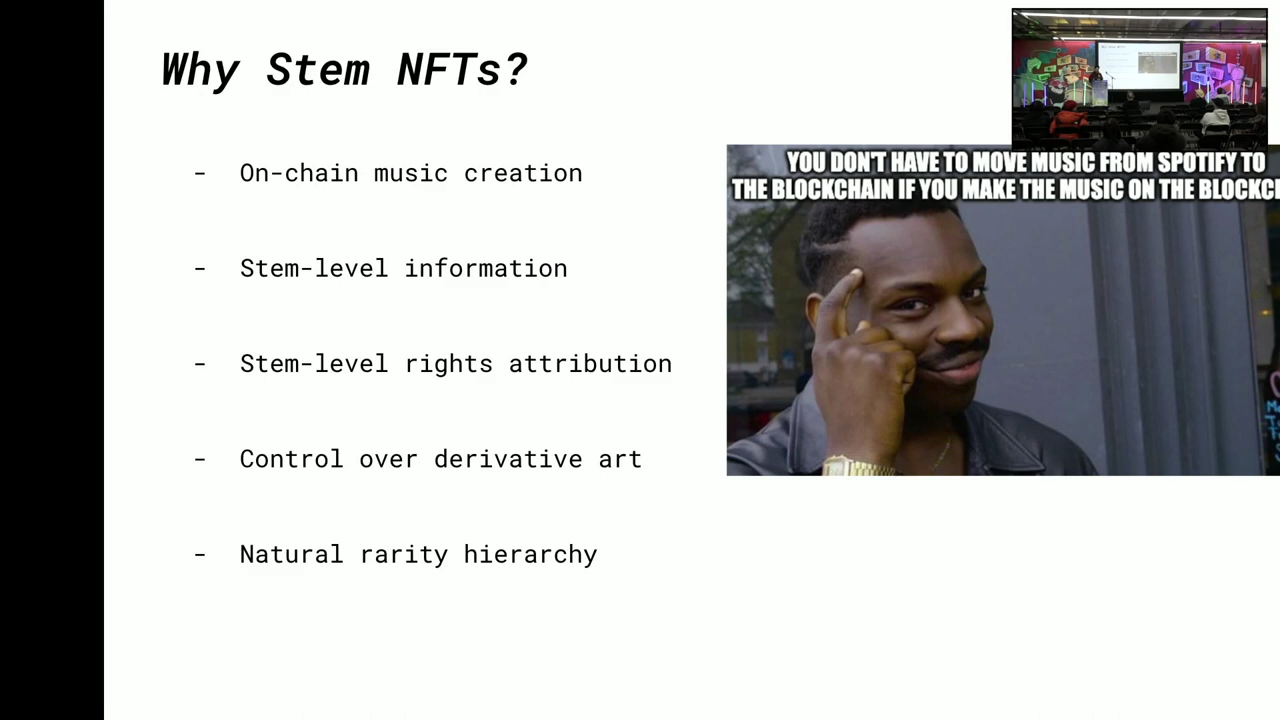 Why Stem NFTs?
- On-chain music creation
- Stem-level information
- Stem-level rights attribution
- Control over derivative art
- Natural rarity hierarchy
YOU DON'T HAVE TO MOVE MUSIC FROM SPOTIFY TO
THE BLOCKCHAIN IF YOU MAKE THE MUSIC ON THE BLOCKC